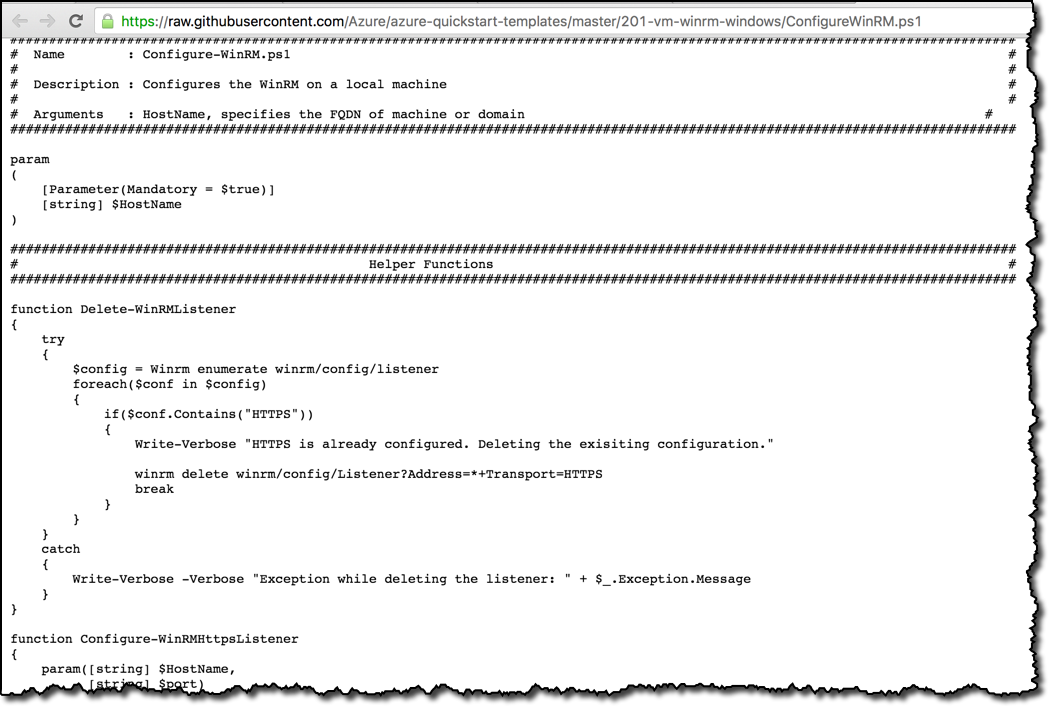 https://raw.githubusercontent.com/Azure/azure-quickstart-templates/master/201-vm-winrm-windows/ConfigureWinRM.ps1
#################################################################################################################################
#  Name        : Configure-WinRM.ps1                                                                                            #
#                                                                                                                               #
#  Description : Configures the WinRM on a local machine                                                                        #
#                                                                                                                               #
#  Arguments   : HostName, specifies the FQDN of machine or domain                                                           #
#################################################################################################################################
param
(
    [Parameter(Mandatory = $true)]
    [string] $HostName
)
#################################################################################################################################
#                                             Helper Functions                                                                  #
#################################################################################################################################
function Delete-WinRMListener
{
    try
    {
        $config = Winrm enumerate winrm/config/listener
        foreach($conf in $config)
        {
            if($conf.Contains("HTTPS"))
            {
                Write-Verbose "HTTPS is already configured. Deleting the exisiting configuration."
                winrm delete winrm/config/Listener?Address=*+Transport=HTTPS
                break
            }
        }
    }
    catch
    {
        Write-Verbose -Verbose "Exception while deleting the listener: " + $_.Exception.Message
    }
}
function Configure-WinRMHttpsListener
{
    param([string] $HostName,
          [string] $port)